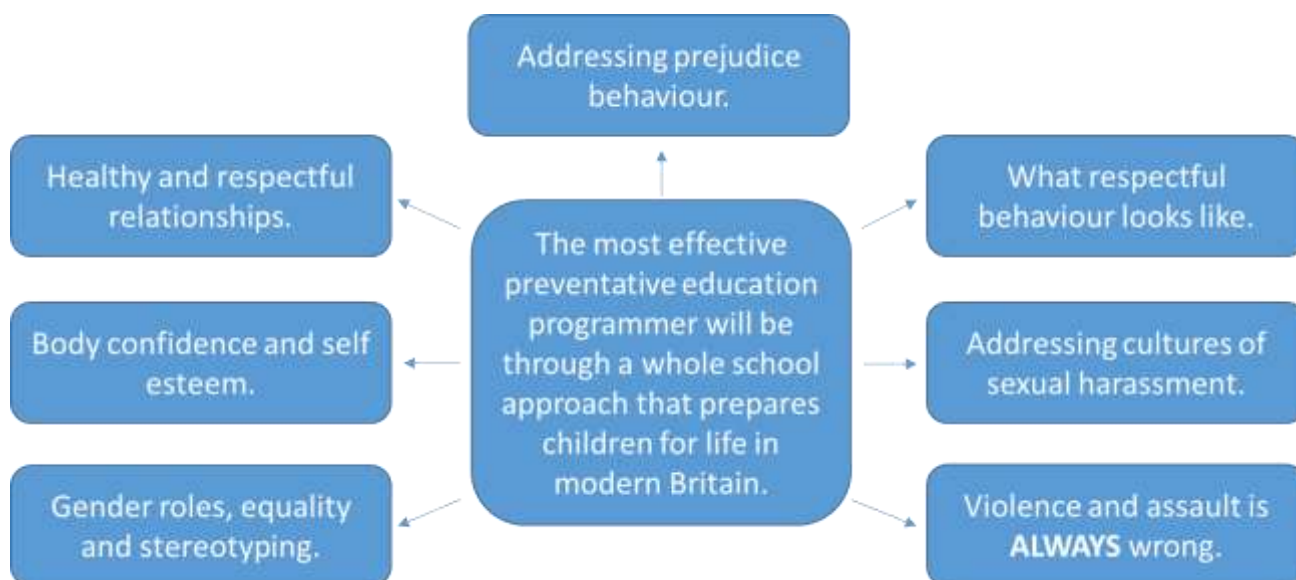 Addressing prejudice
behaviour.
Healthy and respectful
relationships.
What respectful
behaviour looks like.
The most effective
preventative education
programmer will be
through a whole school
approach that prepares
children for life in
modern Britain.
Body confidence and self
esteem.
Addressing cultures of
sexual harassment.
Gender roles, equality
and stereotyping.
Violence and assault is
ALWAYS wrong.